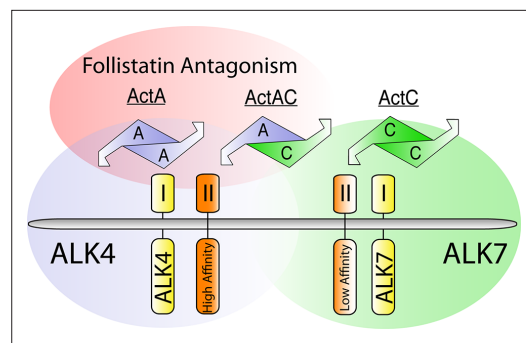 Follistatin Antagonism
ActA
ActAC
ActC
A
A
A
C
C
C
I
II
II
I
ALK4
ALK7
ALK4
High Affinity
Low Affinity
ALK7